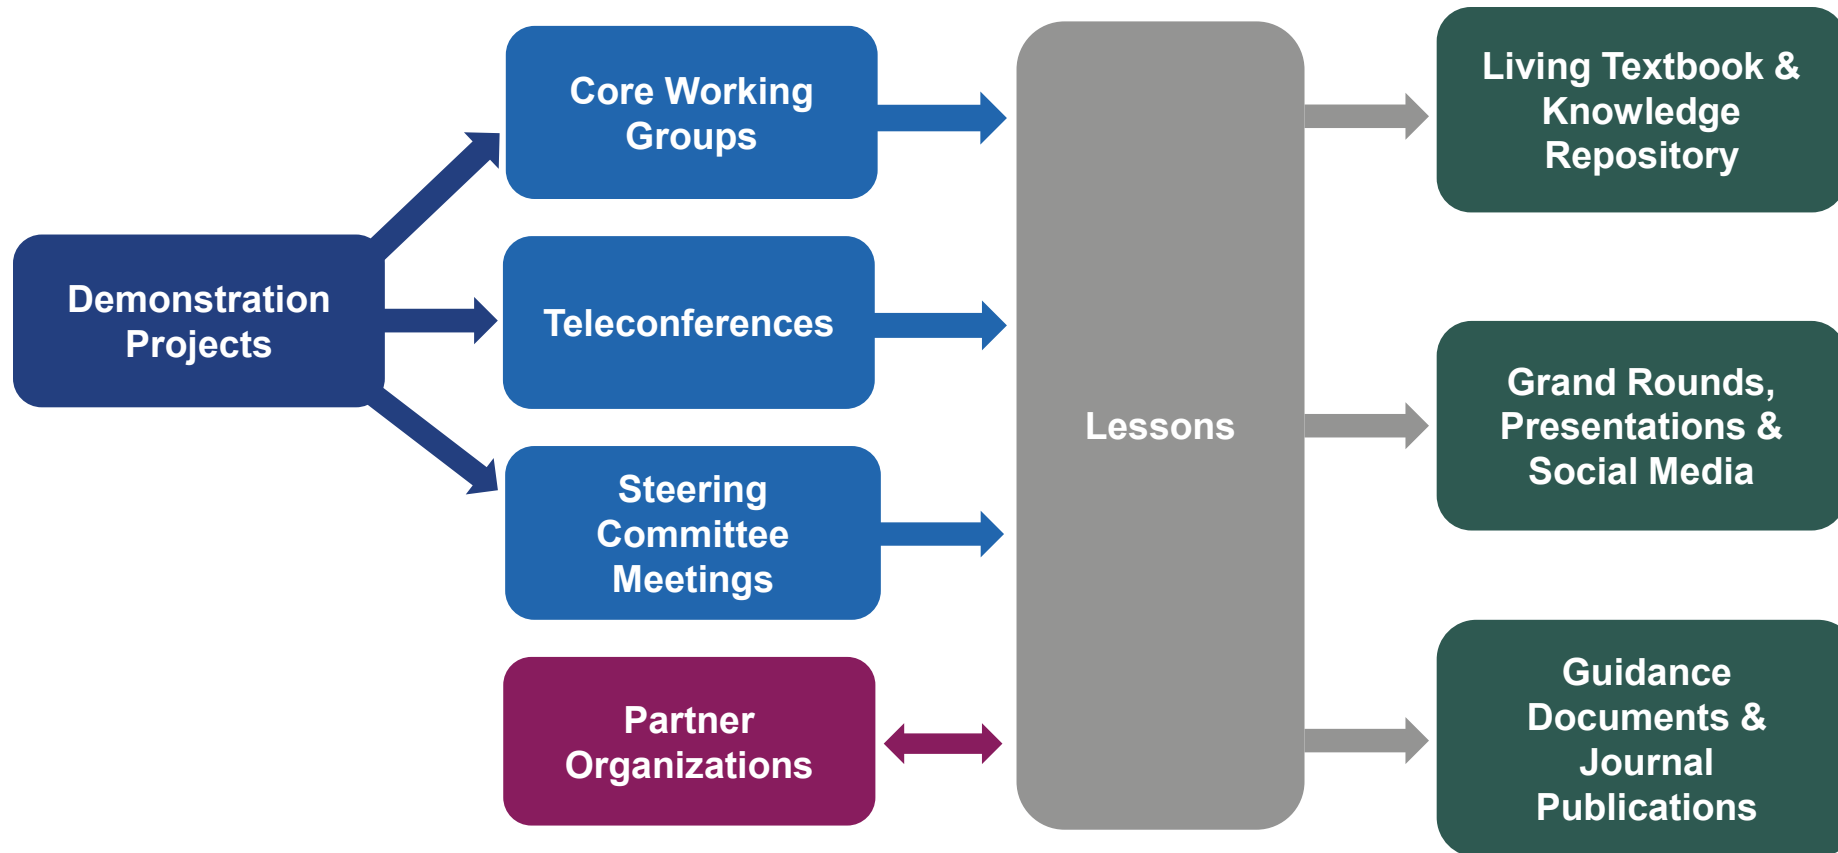 Demonstration
Projects
Core Working
Groups
Teleconferences
Steering
Committee
Meetings
Partner
Organizations
Lessons
Living Textbook &
Knowledge
Repository
Grand Rounds,
Presentations &
Social Media
Guidance
Documents &
Journal
Publications